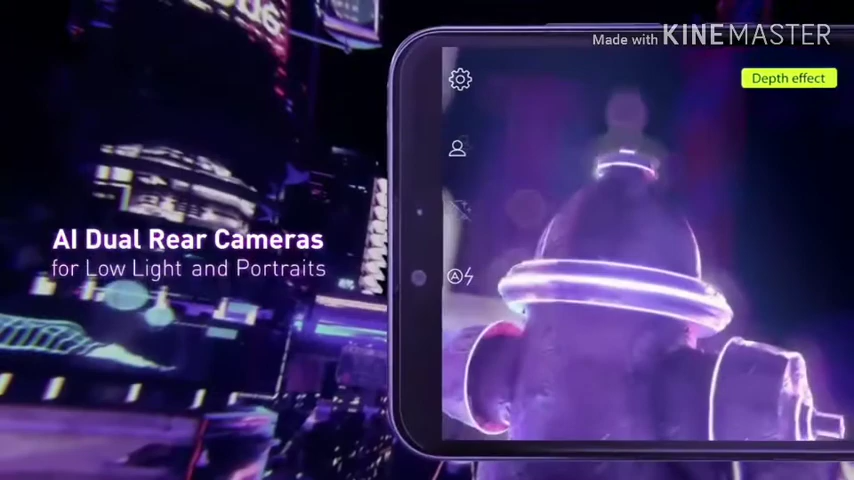 Made with KINEMASTER
Depth effect
AI Dual Rear Cameras
for Low Light and Portraits